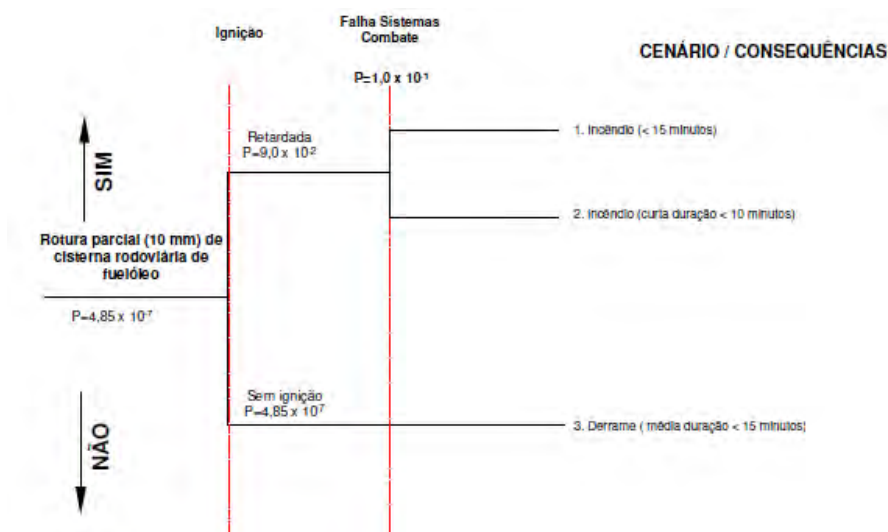 Ignição
Falha Sistemas
Combate
CENÁRIO / CONSEQUÊNCIAS
P=1,0 x 10⁻¹
SIM
Retardada
P=9,0 x 10⁻²
1. Incêndio (< 15 minutos)
2. Incêndio (curta duração < 10 minutos)
Rotura parcial (10 mm) de
cisterna rodoviária de
fuelóleo
P=4,85 x 10⁻⁷
Sem ignição
P=4,85 x 10⁷
3. Derrame ( média duração < 15 minutos)
NÃO